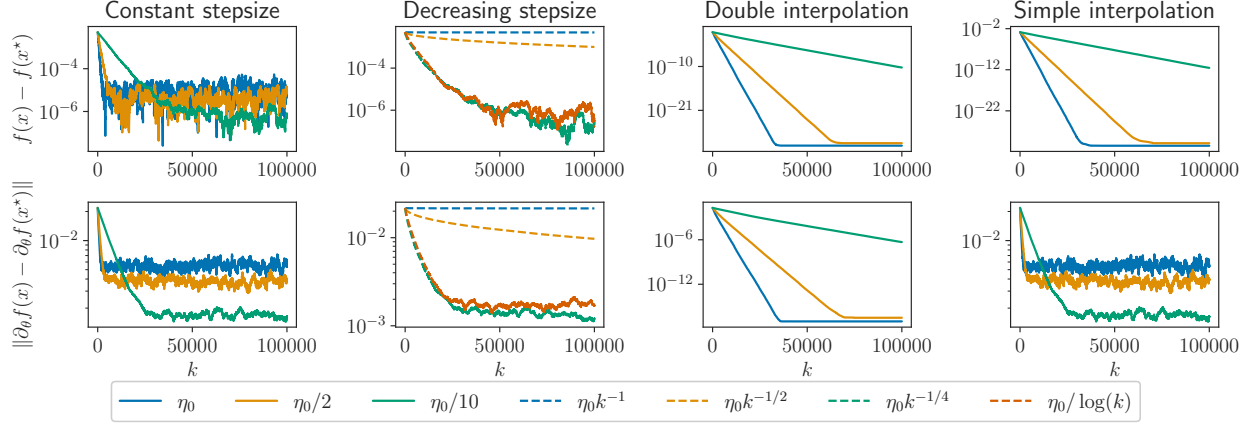 Constant stepsize
Decreasing stepsize
Double interpolation
Simple interpolation
f(x) − f(x⋆)
10⁻⁴
10⁻⁶
0 50000 100000
10⁻⁴
10⁻⁶
0 50000 100000
10⁻¹⁰
10⁻²¹
0 50000 100000
10⁻²
10⁻¹²
10⁻²²
0 50000 100000
‖∂θf(x) − ∂θf(x⋆)‖
10⁻²
0 50000 100000
k
10⁻²
10⁻³
0 50000 100000
k
10⁻⁶
10⁻¹²
0 50000 100000
k
10⁻²
0 50000 100000
k
η₀ η₀/2 η₀/10 η₀k⁻¹ η₀k⁻¹/² η₀k⁻¹/⁴ η₀/ log(k)